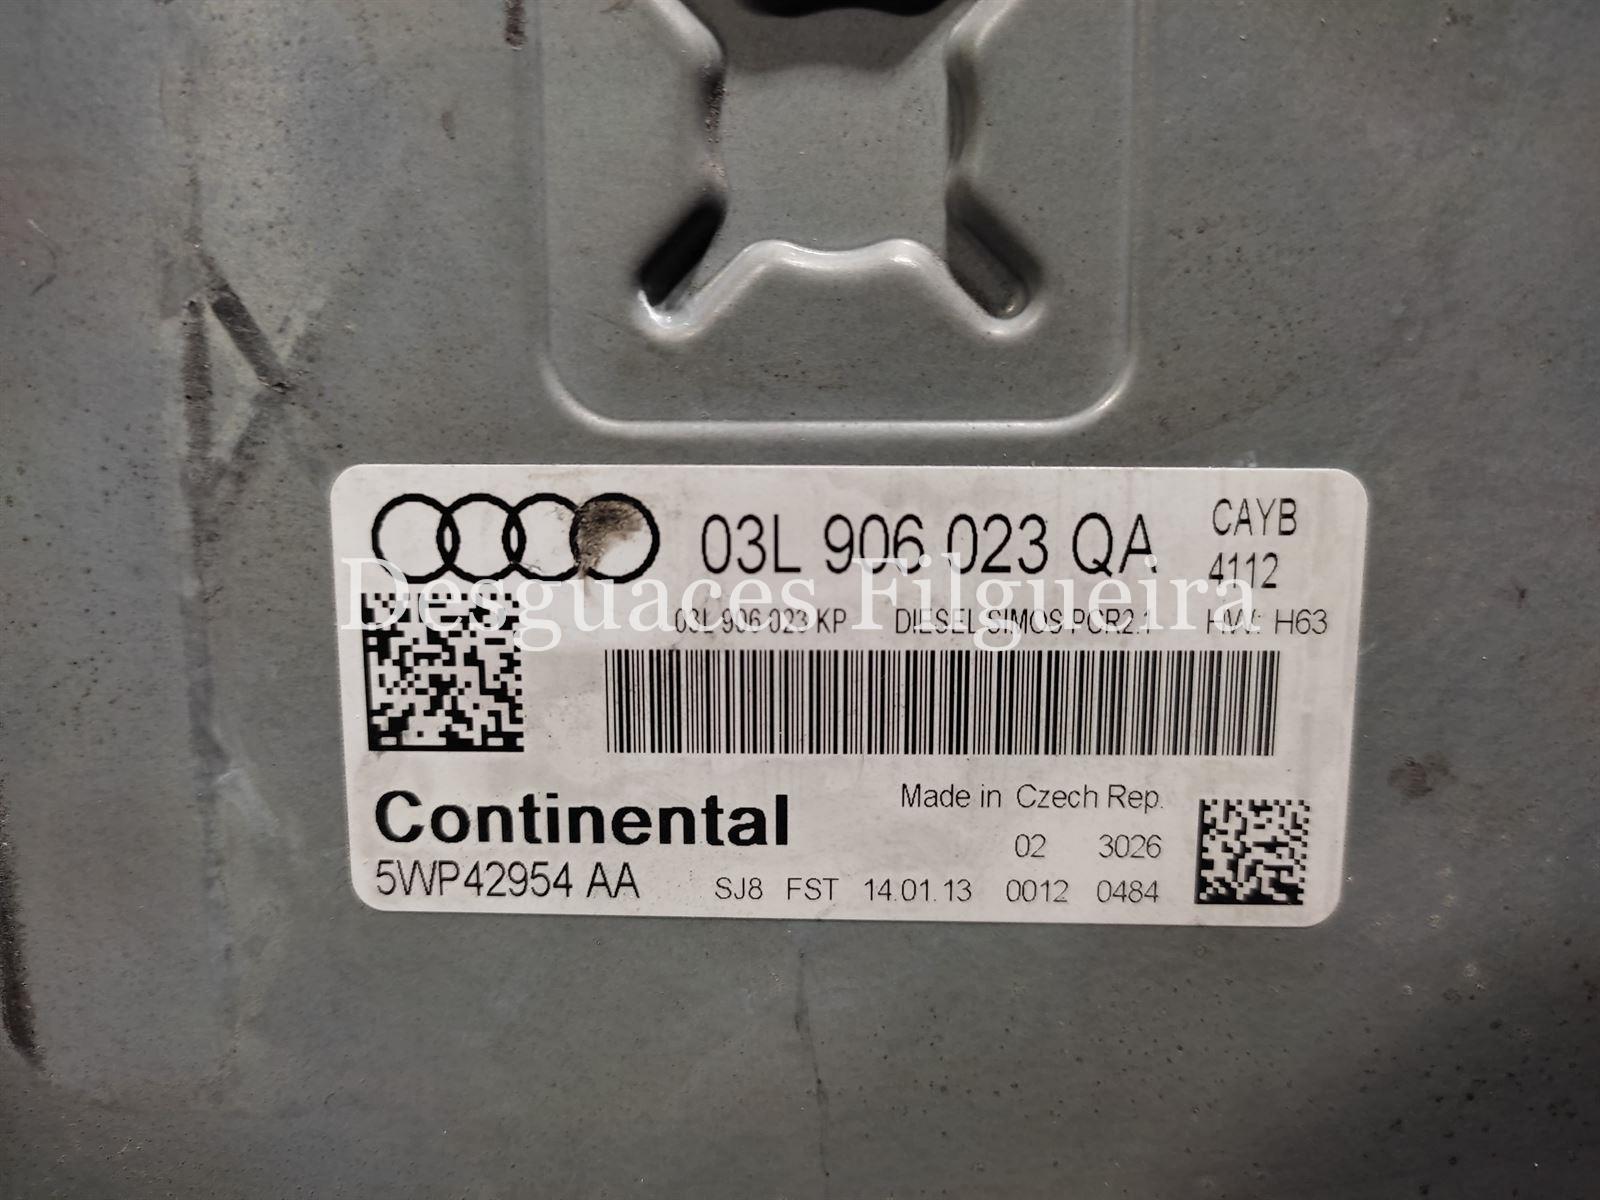 03L 906 023 QA
CAYB
4112
Desguaces Filgueira
03L 906 023 KP DIESEL SIMOS PCR2.1 HW: H63
Continental
Made in Czech Rep.
02 3026
5WP42954 AA
SJ8 FST 14.01.13 0012 0484